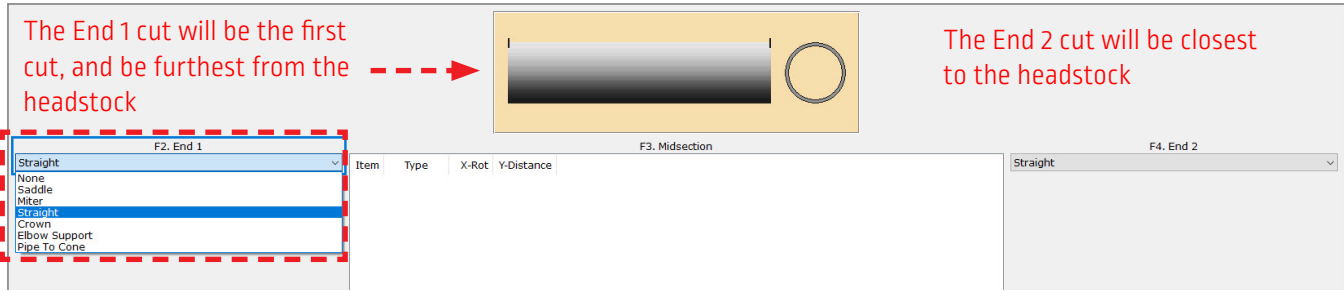 The End 1 cut will be the first
cut, and be furthest from the
headstock
The End 2 cut will be closest
to the headstock
F2. End 1
Straight
None
Saddle
Miter
Straight
Crown
Elbow Support
Pipe To Cone
F3. Midsection
Item Type X-Rot Y-Distance
F4. End 2
Straight